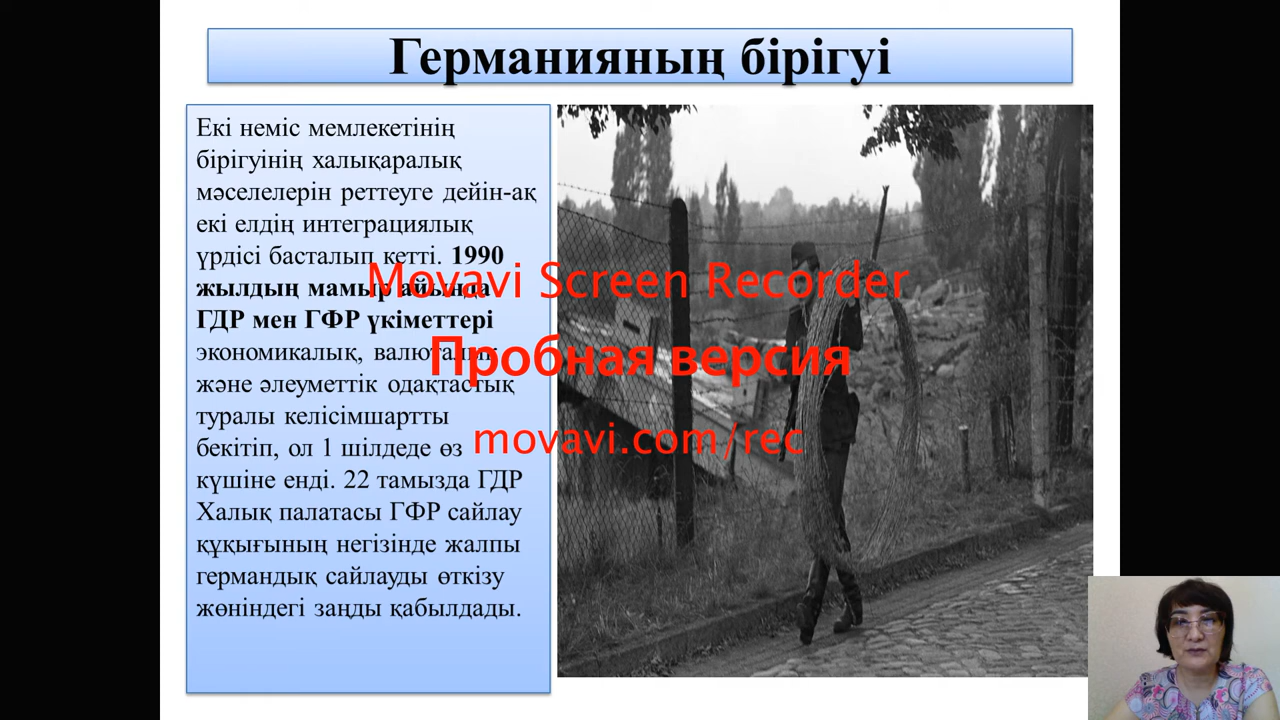 Германияның бірігуі
Екі неміс мемлекетінің
бірігуінің халықаралық
мәселелерін реттеуге дейін-ақ
екі елдің интеграциялық
үрдісі басталып кетті. 1990
жылдың мамыр айында
ГДР мен ГФР үкіметтері
экономикалық, валюталық
және әлеуметтік одақтастық
туралы келісімшартты
бекітіп, ол 1 шілдеде өз
күшіне енді. 22 тамызда ГДР
Халық палатасы ГФР сайлау
құқығының негізінде жалпы
германдық сайлауды өткізу
жөніндегі заңды қабылдады.
Movavi Screen Recorder
Пробная версия
movavi.com/rec